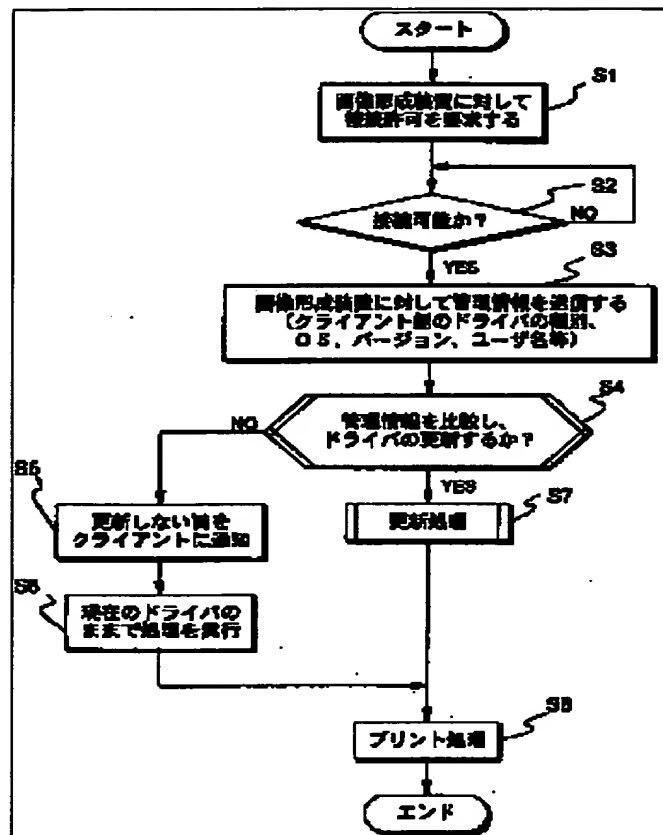 スタート
S1
画像形成装置に対して
接続許可を要求する
S2
接続可能か?
NO
YES
S3
画像形成装置に対して管理情報を送信する
(クライアント側のドライバの種別、
OS、バージョン、ユーザ名称)
S4
管理情報を比較し、
ドライバの更新するか?
NO
YES
S5
更新しない旨を
クライアントに通知
S7
更新処理
S6
現在のドライバの
ままで処理を実行
S8
プリント処理
エンド